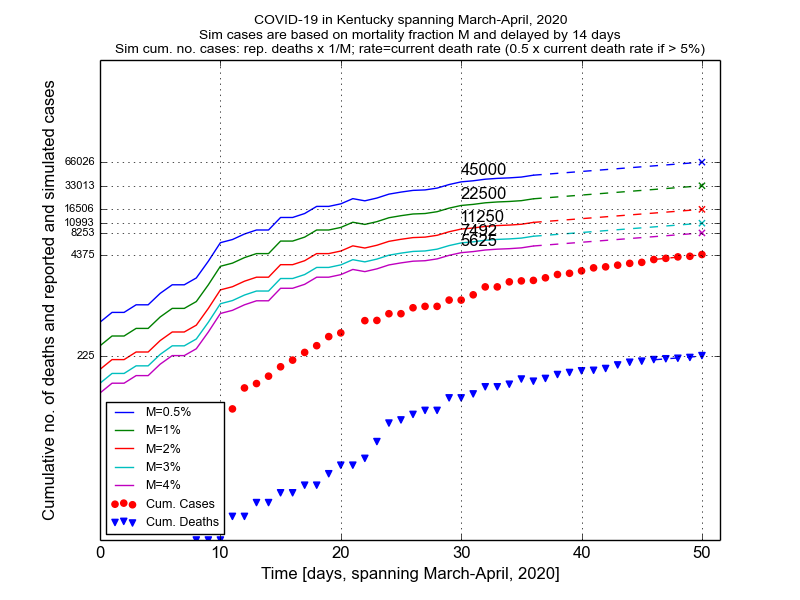 COVID-19 in Kentucky spanning March-April, 2020
Sim cases are based on mortality fraction M and delayed by 14 days
Sim cum. no. cases: rep. deaths x 1/M; rate=current death rate (0.5 x current death rate if > 5%)
Cumulative no. of deaths and reported and simulated cases
66026
33013
16506
10993
8253
4375
225
45000
22500
11250
7492
5625
M=0.5%
M=1%
M=2%
M=3%
M=4%
Cum. Cases
Cum. Deaths
0 10 20 30 40 50
Time [days, spanning March-April, 2020]